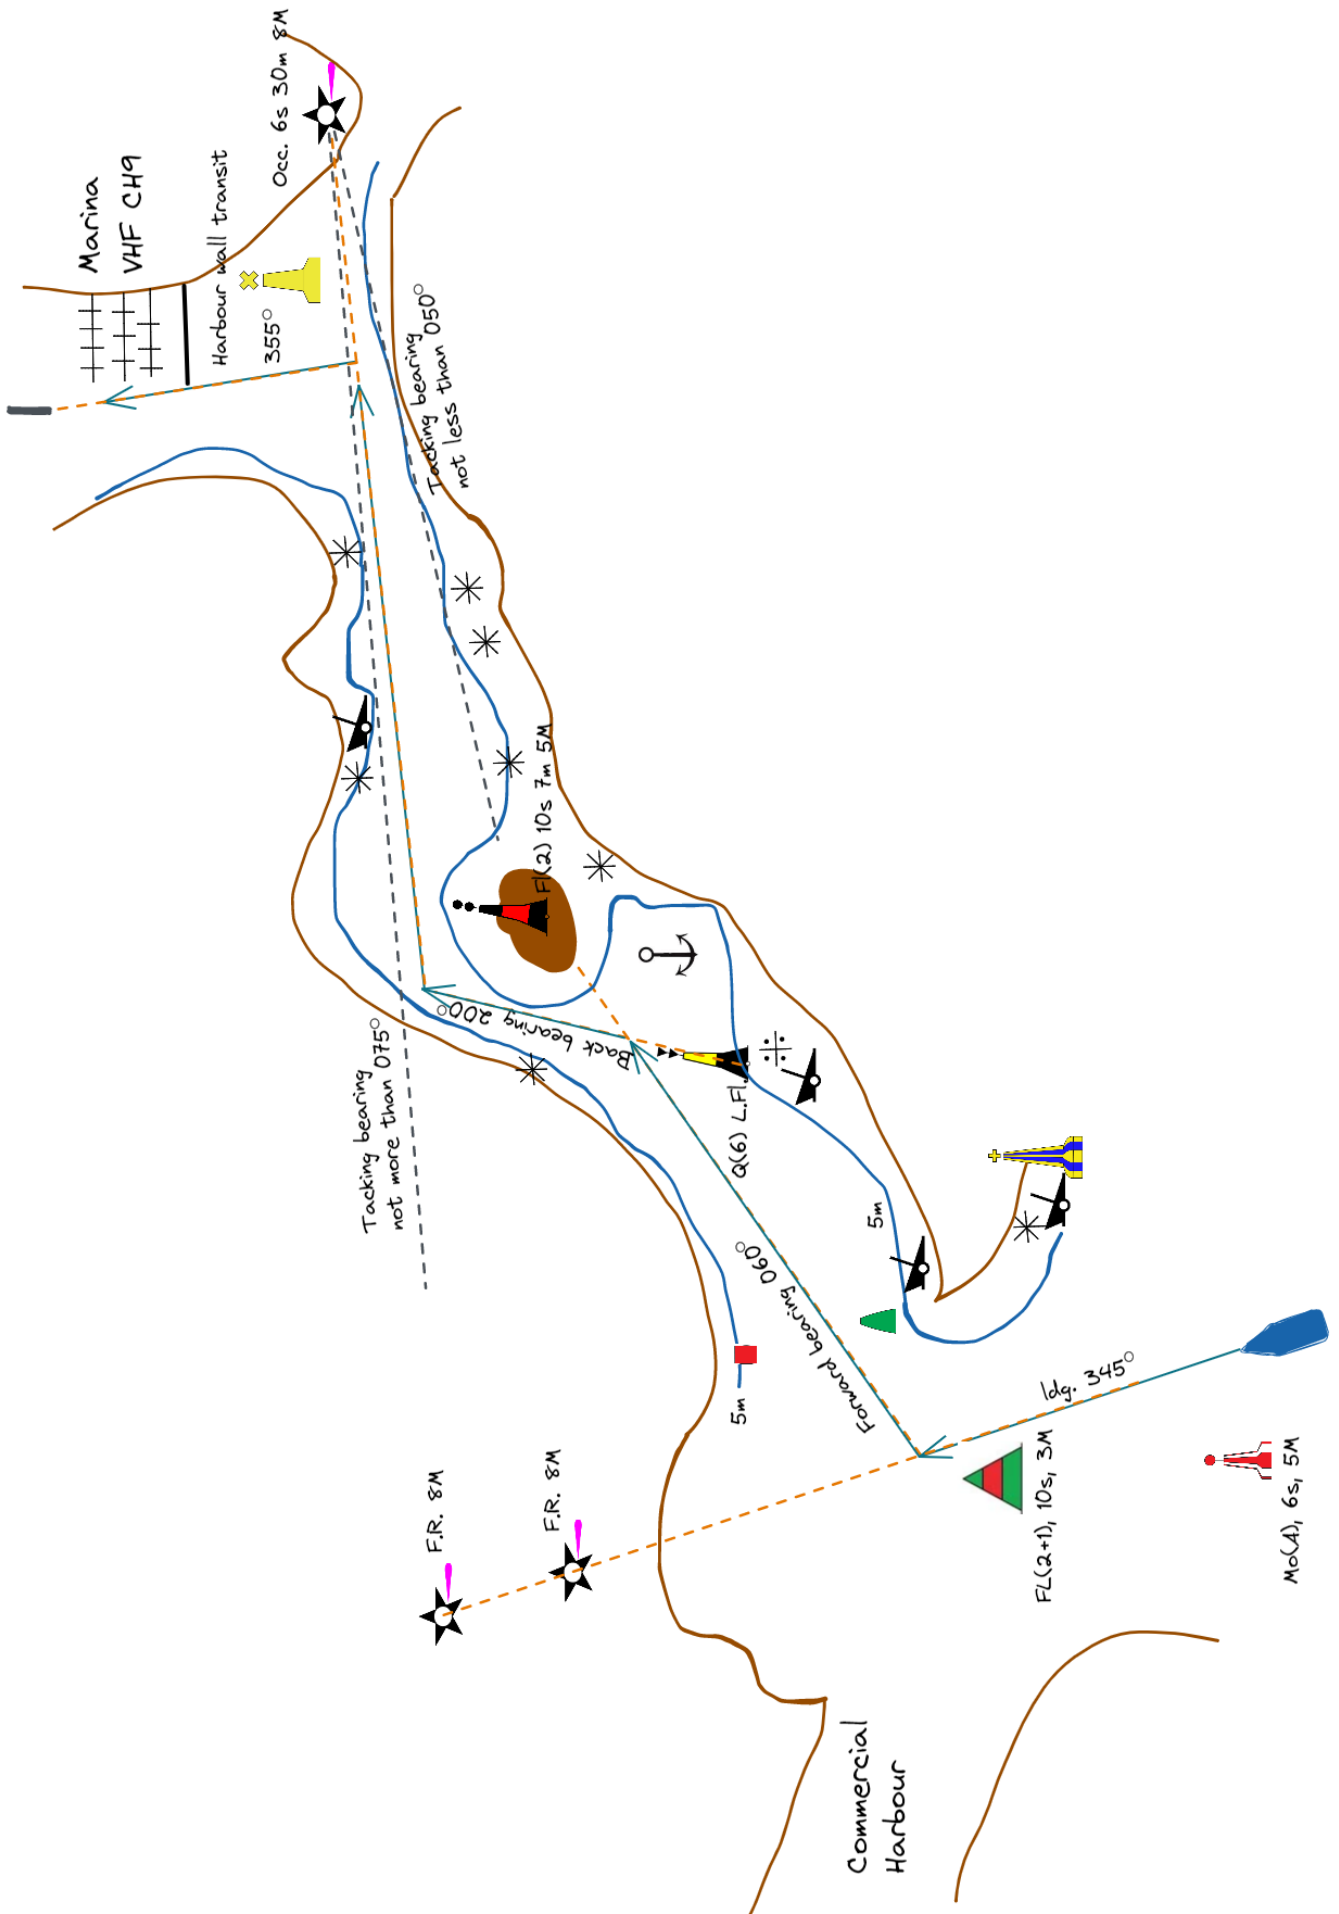 Occ. 6s 30m 8M
Marina
VHF CH9
Harbour wall transit
355°
Tacking bearing
not less than 050°
Fl(2) 10s 7m 5M
Back bearing 200°
Tacking bearing
not more than 075°
Q(6) L.Fl.
5m
Forward bearing 060°
5m
ldg. 345°
F.R. 8M
F.R. 8M
FL(2+1), 10s, 3M
Mo(A), 6s, 5M
Commercial
Harbour